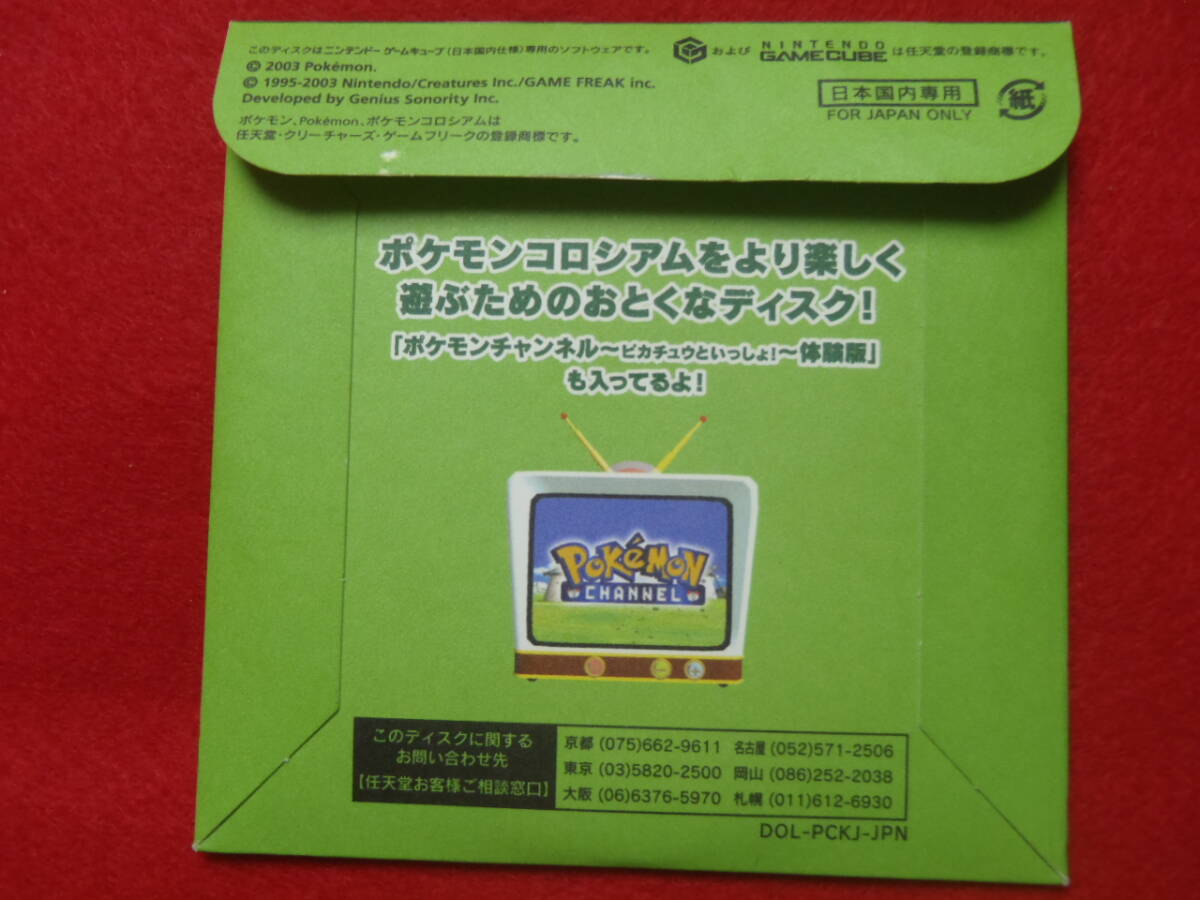 このディスクはニンテンドー ゲームキューブ(日本国内仕様)専用のソフトウェアです。
および NINTENDO GAMECUBE は任天堂の登録商標です。
© 2003 Pokémon.
© 1995-2003 Nintendo/Creatures Inc./GAME FREAK inc.
Developed by Genius Sonority Inc.
ポケモン、Pokémon、ポケモンコロシアムは
任天堂・クリーチャーズ・ゲームフリークの登録商標です。
日本国内専用
FOR JAPAN ONLY
紙
ポケモンコロシアムをより楽しく
遊ぶためのおとくなディスク!
「ポケモンチャンネル〜ピカチュウといっしょ!〜体験版」
も入ってるよ!
POKéMON
CHANNEL
このディスクに関する
お問い合わせ先
【任天堂お客様ご相談窓口】
京都 (075)662-9611 名古屋 (052)571-2506
東京 (03)5820-2500 岡山 (086)252-2038
大阪 (06)6376-5970 札幌 (011)612-6930
DOL-PCKJ-JPN